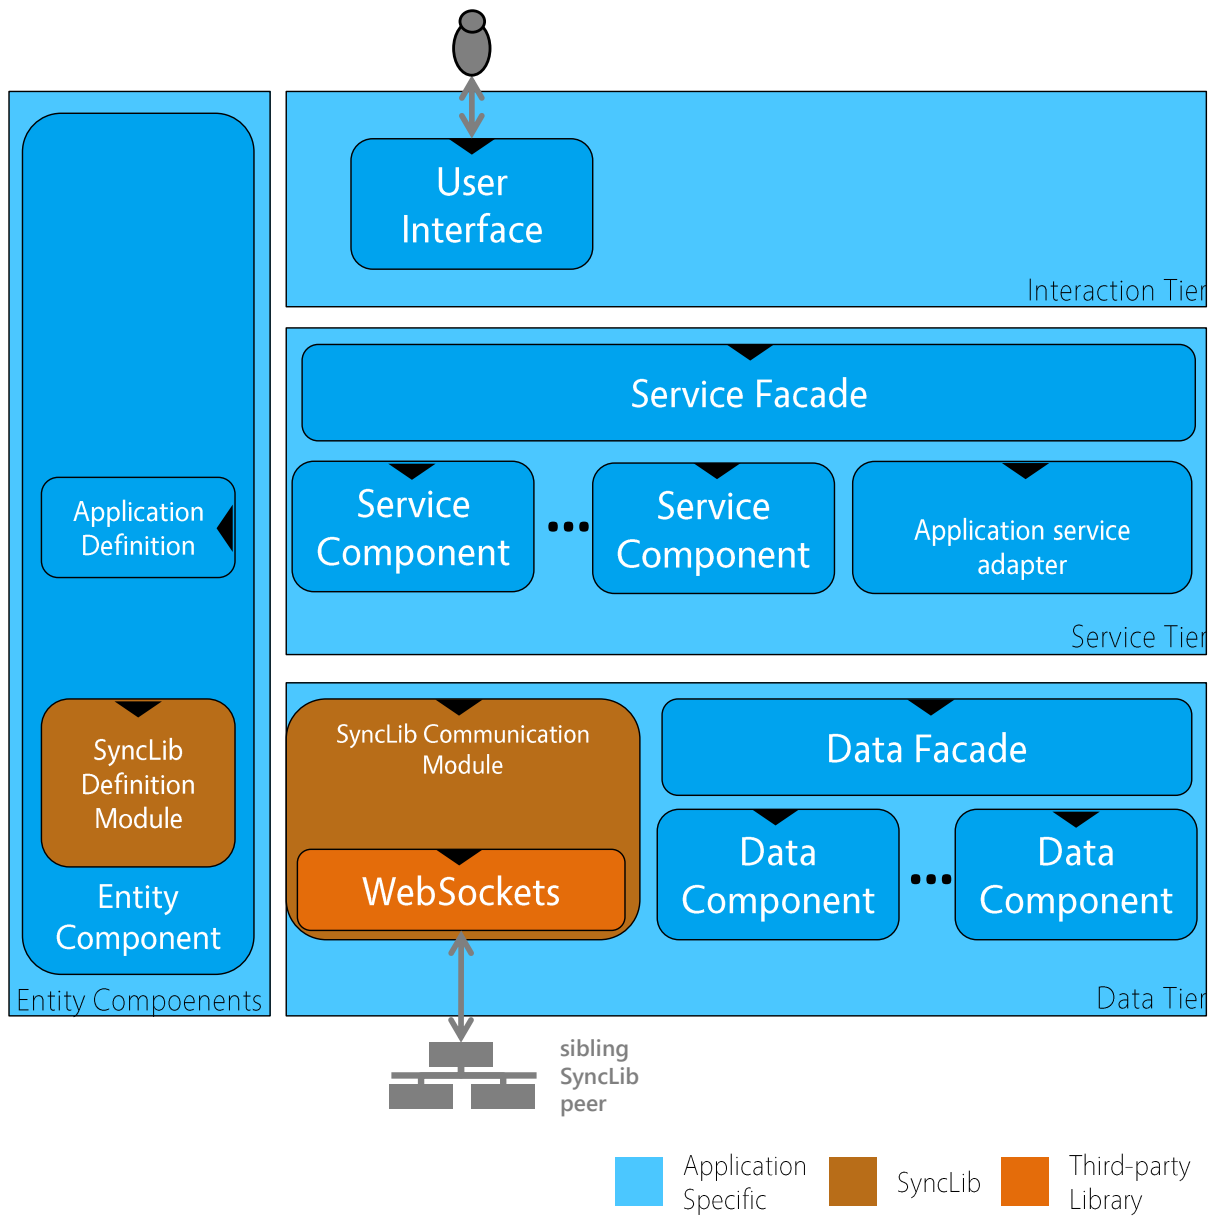 User
Interface
Interaction Tier
Service Facade
Service
Component
Service
Component
Application service
adapter
Service Tier
Application
Definition
SyncLib
Definition
Module
Entity
Component
Entity Compoenents
SyncLib Communication
Module
WebSockets
Data Facade
Data
Component
Data
Component
Data Tier
sibling
SyncLib
peer
Application
Specific
SyncLib
Third-party
Library